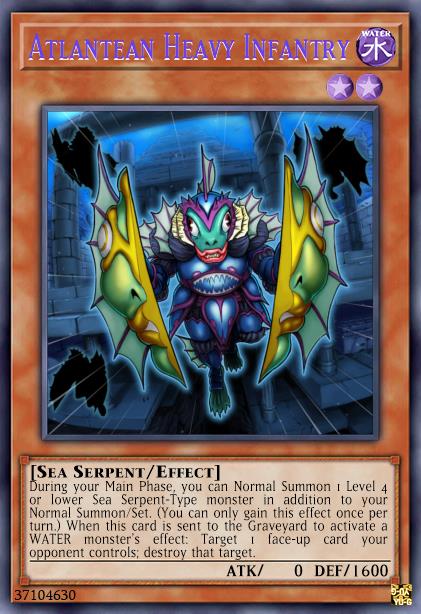 ATLANTEAN HEAVY INFANTRY
WATER
水
[SEA SERPENT/EFFECT]
During your Main Phase, you can Normal Summon 1 Level 4
or lower Sea Serpent-Type monster in addition to your
Normal Summon/Set. (You can only gain this effect once per
turn.) When this card is sent to the Graveyard to activate a
WATER monster's effect: Target 1 face-up card your
opponent controls; destroy that target.
ATK/ 0 DEF/1600
37104630